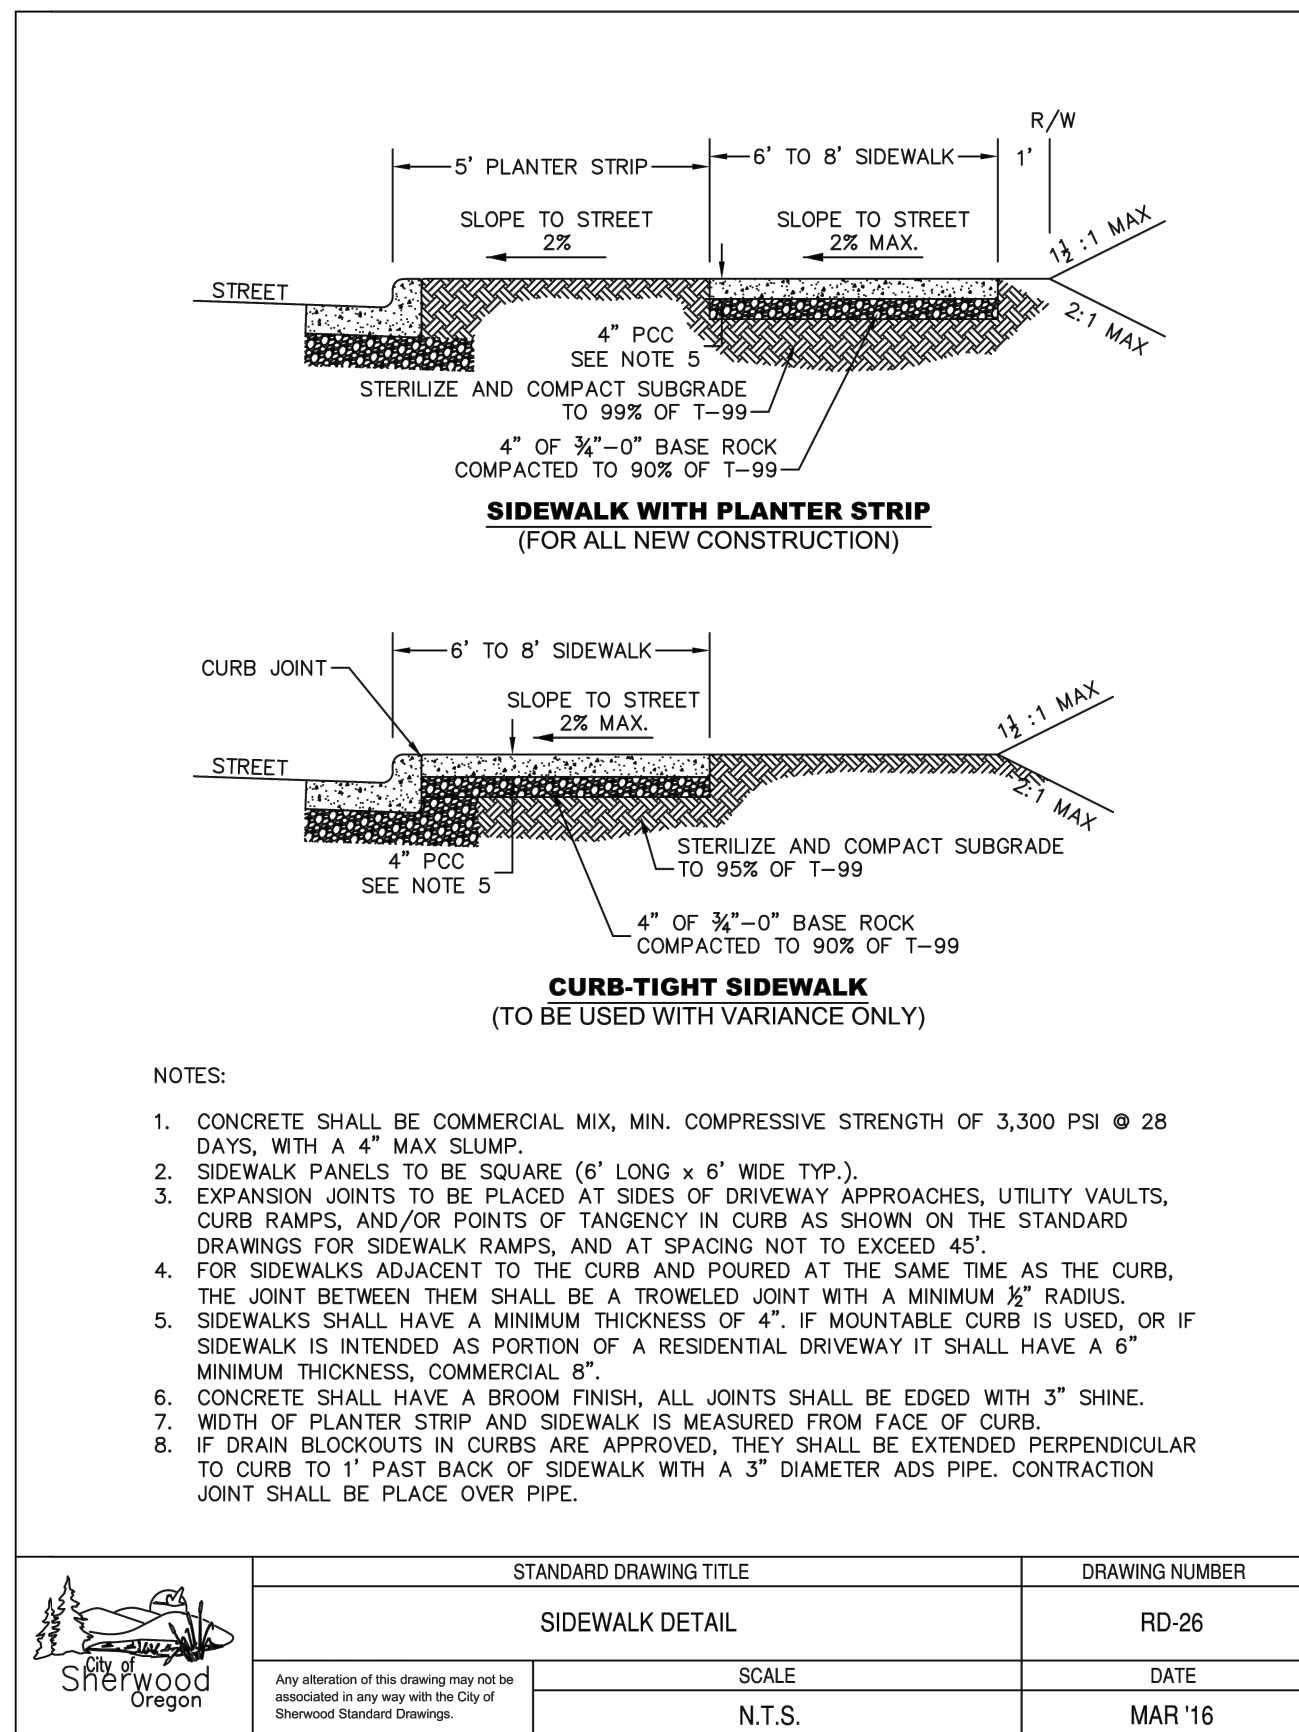 R/W
5' PLANTER STRIP
6' TO 8' SIDEWALK
1'
SLOPE TO STREET
2%
SLOPE TO STREET
2% MAX.
1½ :1 MAX
STREET
2:1 MAX
4" PCC
SEE NOTE 5
STERILIZE AND COMPACT SUBGRADE
TO 99% OF T-99
4" OF ¾"-0" BASE ROCK
COMPACTED TO 90% OF T-99
SIDEWALK WITH PLANTER STRIP
(FOR ALL NEW CONSTRUCTION)
6' TO 8' SIDEWALK
CURB JOINT
SLOPE TO STREET
2% MAX.
1½ :1 MAX
STREET
2:1 MAX
4" PCC
SEE NOTE 5
STERILIZE AND COMPACT SUBGRADE
TO 95% OF T-99
4" OF ¾"-0" BASE ROCK
COMPACTED TO 90% OF T-99
CURB-TIGHT SIDEWALK
(TO BE USED WITH VARIANCE ONLY)
NOTES:
1. CONCRETE SHALL BE COMMERCIAL MIX, MIN. COMPRESSIVE STRENGTH OF 3,300 PSI @ 28
DAYS, WITH A 4" MAX SLUMP.
2. SIDEWALK PANELS TO BE SQUARE (6' LONG x 6' WIDE TYP.).
3. EXPANSION JOINTS TO BE PLACED AT SIDES OF DRIVEWAY APPROACHES, UTILITY VAULTS,
CURB RAMPS, AND/OR POINTS OF TANGENCY IN CURB AS SHOWN ON THE STANDARD
DRAWINGS FOR SIDEWALK RAMPS, AND AT SPACING NOT TO EXCEED 45'.
4. FOR SIDEWALKS ADJACENT TO THE CURB AND POURED AT THE SAME TIME AS THE CURB,
THE JOINT BETWEEN THEM SHALL BE A TROWELED JOINT WITH A MINIMUM ½" RADIUS.
5. SIDEWALKS SHALL HAVE A MINIMUM THICKNESS OF 4". IF MOUNTABLE CURB IS USED, OR IF
SIDEWALK IS INTENDED AS PORTION OF A RESIDENTIAL DRIVEWAY IT SHALL HAVE A 6"
MINIMUM THICKNESS, COMMERCIAL 8".
6. CONCRETE SHALL HAVE A BROOM FINISH, ALL JOINTS SHALL BE EDGED WITH 3" SHINE.
7. WIDTH OF PLANTER STRIP AND SIDEWALK IS MEASURED FROM FACE OF CURB.
8. IF DRAIN BLOCKOUTS IN CURBS ARE APPROVED, THEY SHALL BE EXTENDED PERPENDICULAR
TO CURB TO 1' PAST BACK OF SIDEWALK WITH A 3" DIAMETER ADS PIPE. CONTRACTION
JOINT SHALL BE PLACE OVER PIPE.
City of
Sherwood
Oregon
STANDARD DRAWING TITLE
DRAWING NUMBER
SIDEWALK DETAIL
RD-26
Any alteration of this drawing may not be
associated in any way with the City of
Sherwood Standard Drawings.
SCALE
DATE
N.T.S.
MAR '16